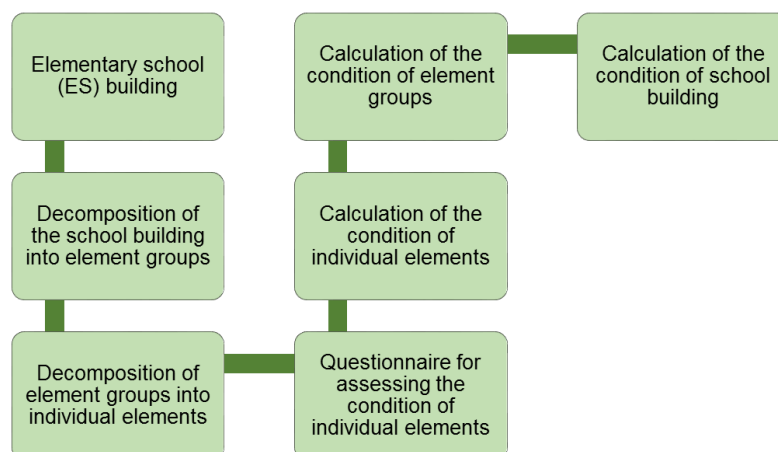 Elementary school
(ES) building
Decomposition of
the school building
into element groups
Decomposition of
element groups into
individual elements
Questionnaire for
assessing the
condition of
individual elements
Calculation of the
condition of
individual elements
Calculation of the
condition of element
groups
Calculation of the
condition of school
building